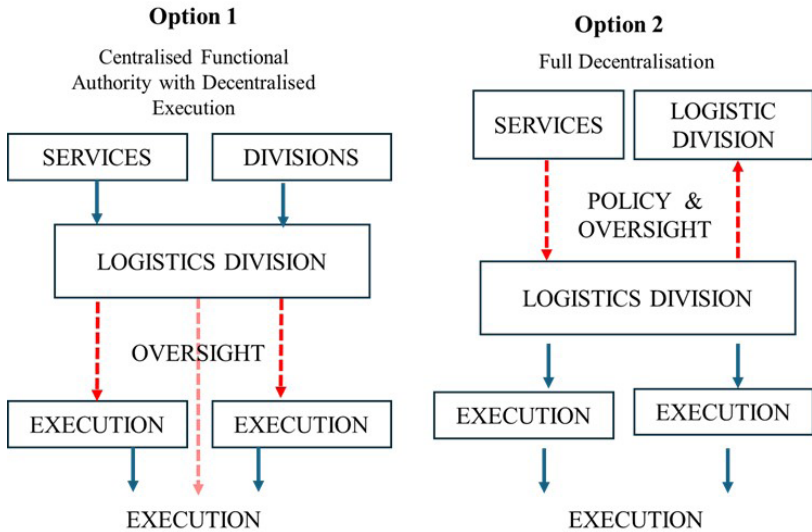 Option 1
Centralised Functional
Authority with Decentralised
Execution
SERVICES
DIVISIONS
LOGISTICS DIVISION
OVERSIGHT
EXECUTION
EXECUTION
EXECUTION
Option 2
Full Decentralisation
SERVICES
LOGISTIC
DIVISION
POLICY &
OVERSIGHT
LOGISTICS DIVISION
EXECUTION
EXECUTION
EXECUTION